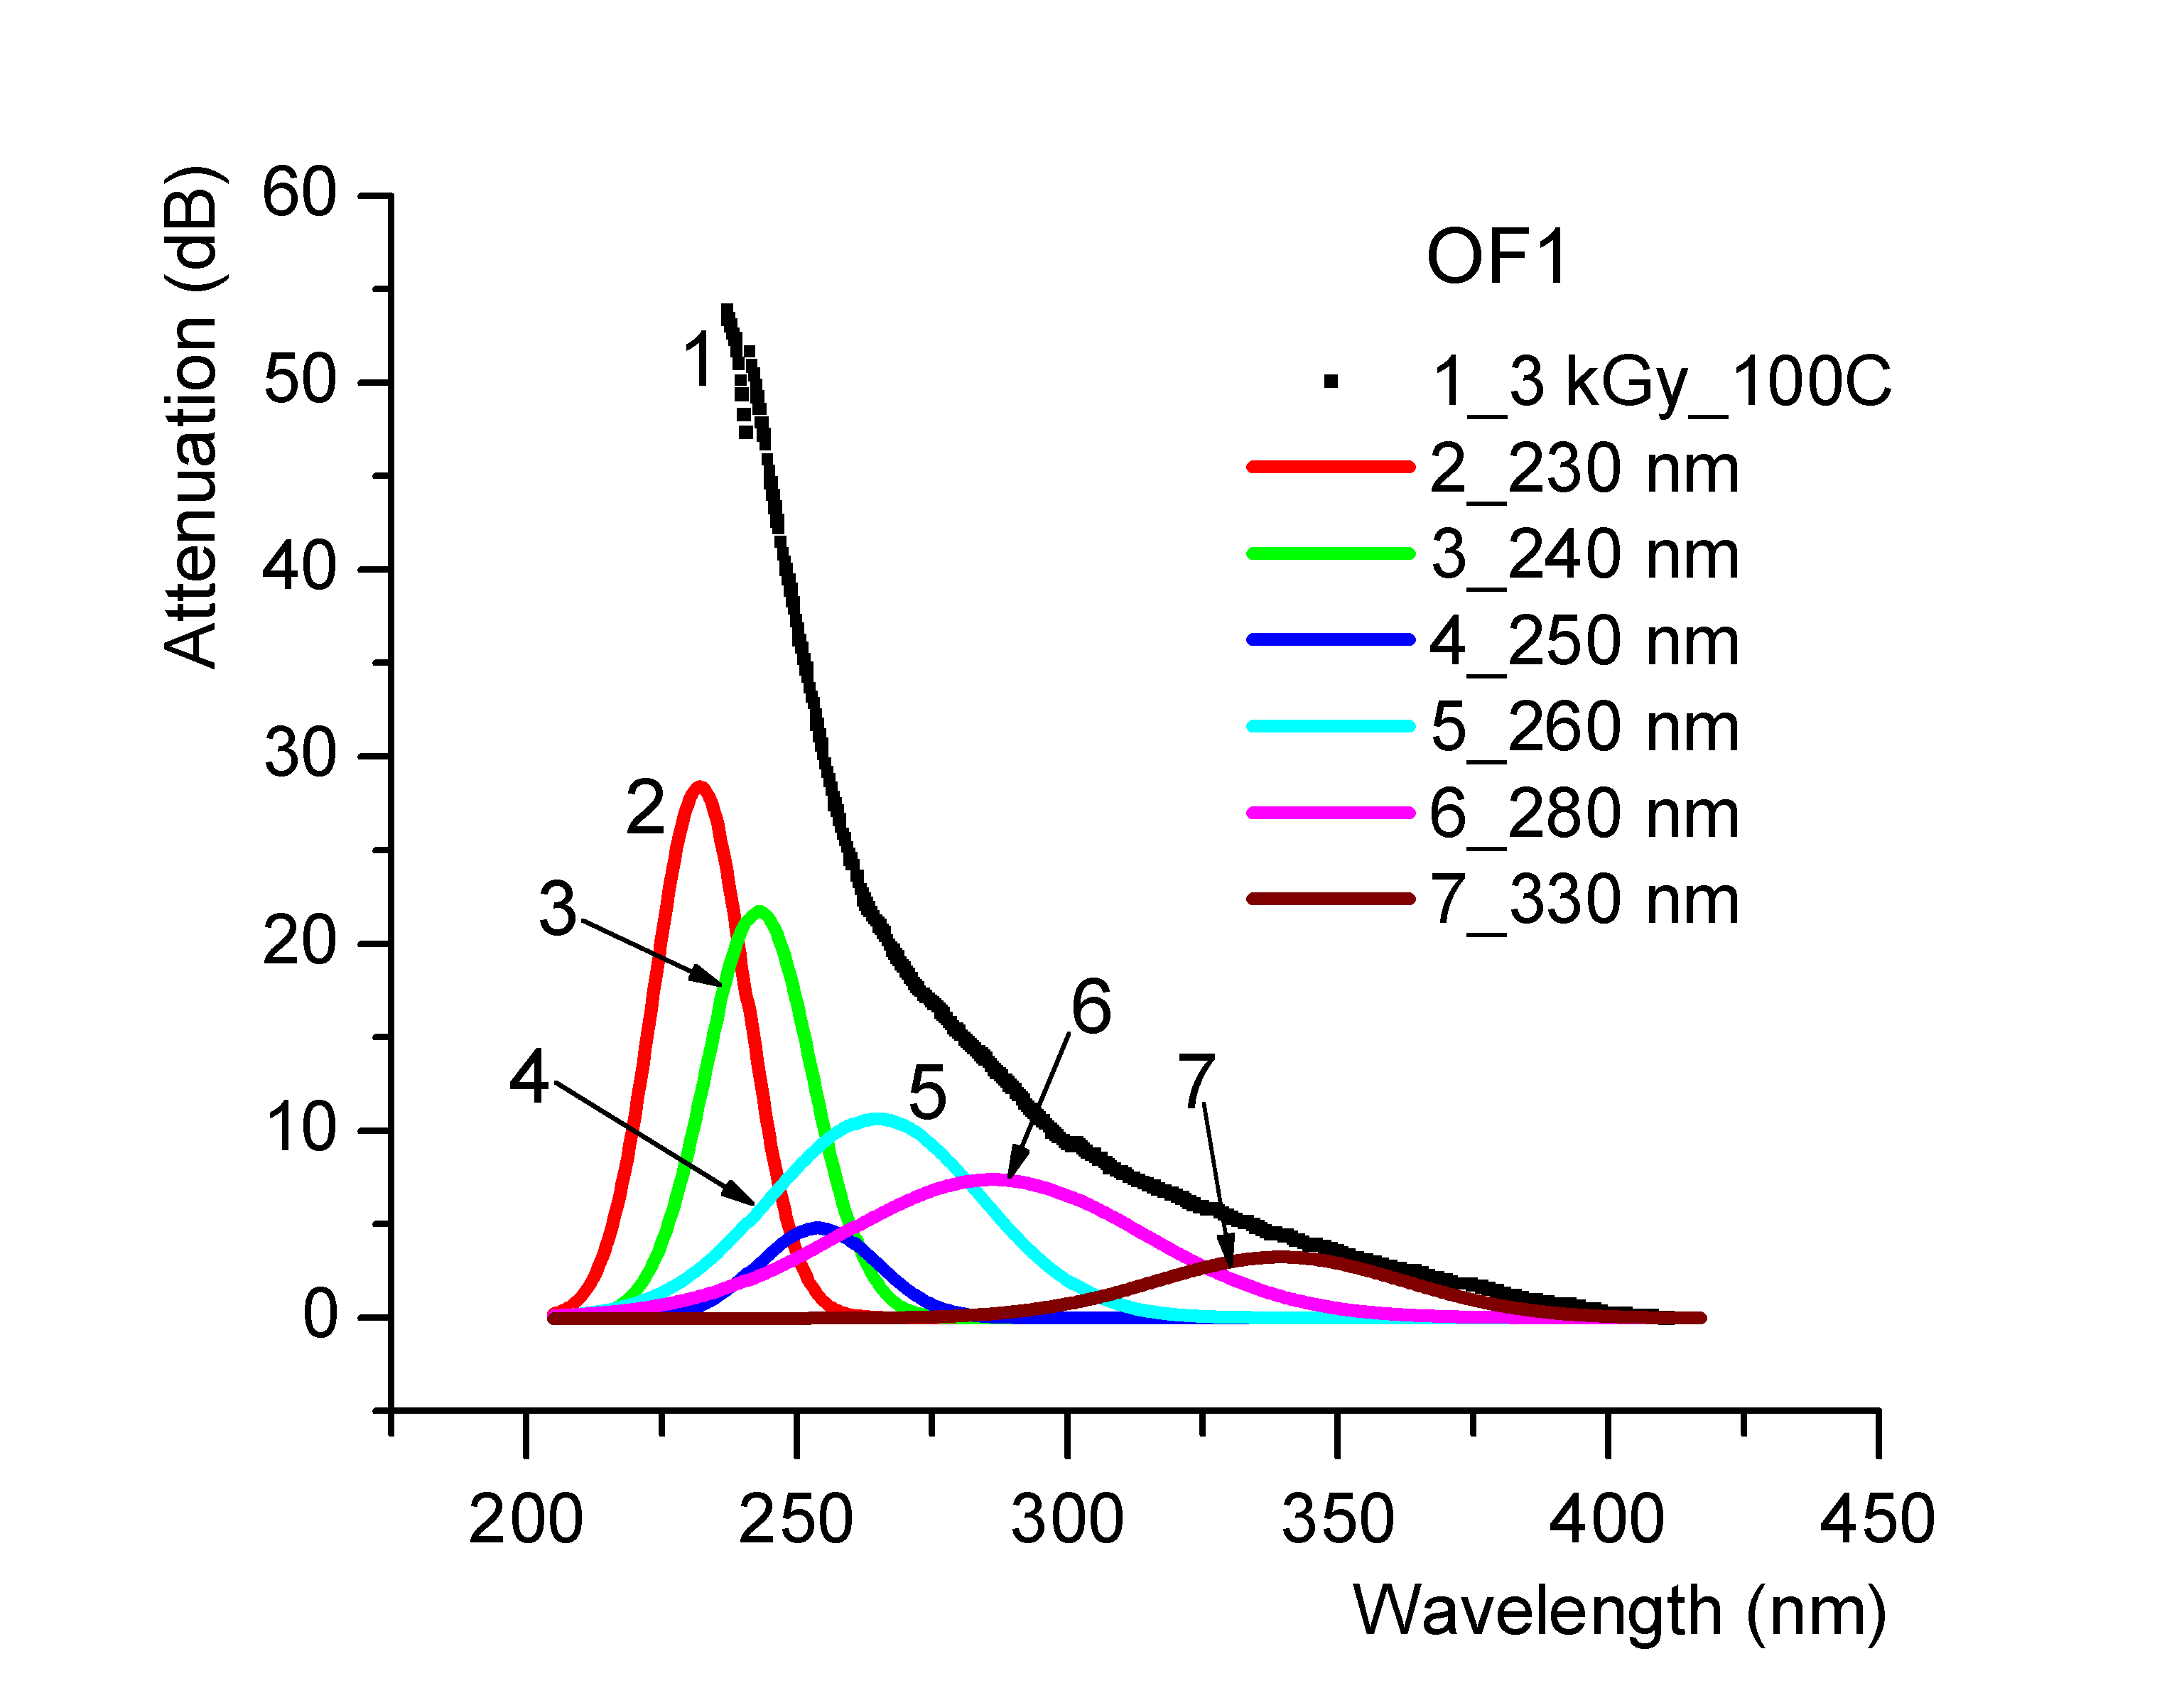 Attenuation (dB)
60
50
40
30
20
10
0
OF1
1_3 kGy_100C
2_230 nm
3_240 nm
4_250 nm
5_260 nm
6_280 nm
7_330 nm
1
2
3
4
5
6
7
200 250 300 350 400 450
Wavelength (nm)